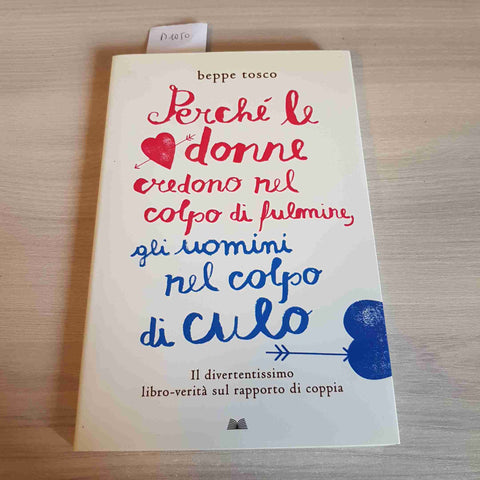 A1050
beppe tosco
Perché le
donne
credono nel
colpo di fulmine,
gli uomini
nel colpo
di culo
Il divertentissimo
libro-verità sul rapporto di coppia